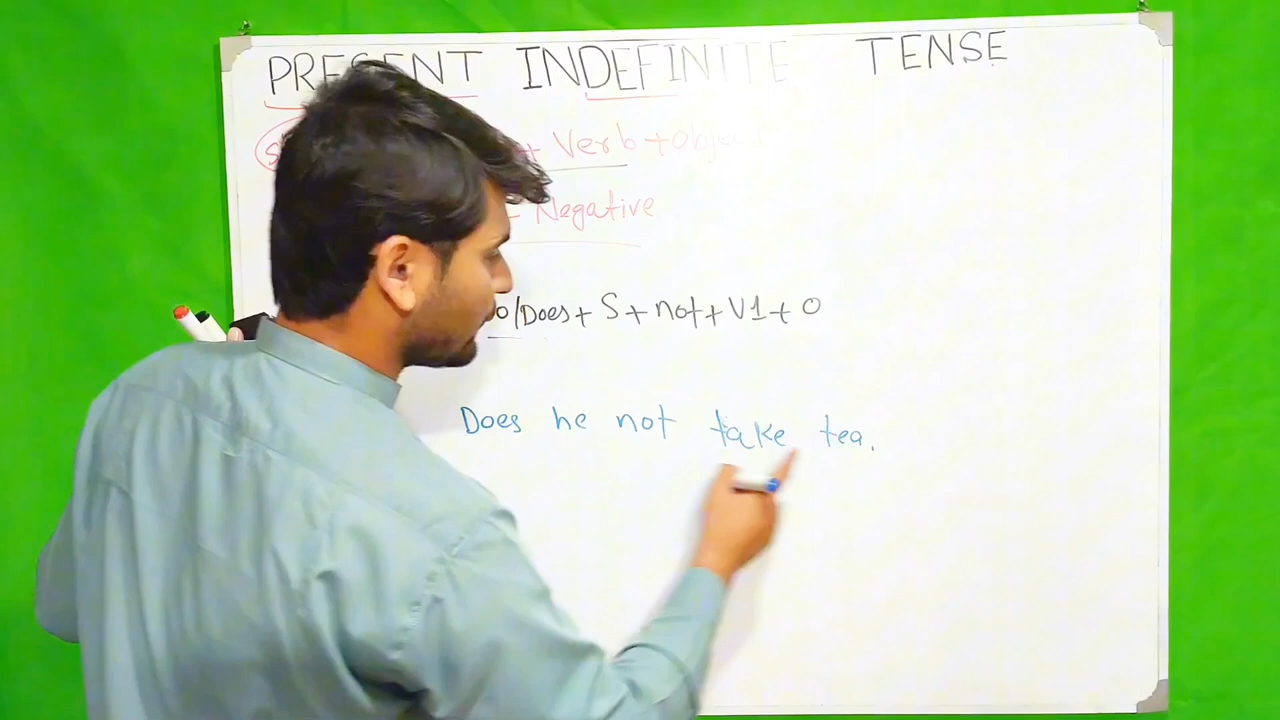 PRESENT INDEFINITE TENSE
+ Verb + Object
- Negative
/Does + S + not + V1 + O
Does he not take tea.